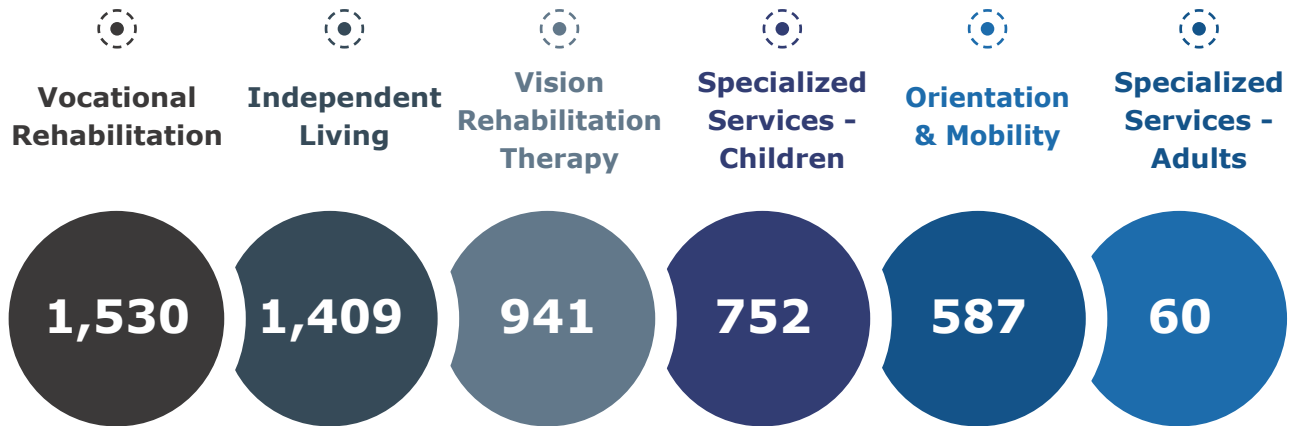 Vocational
Rehabilitation
Independent
Living
Vision
Rehabilitation
Therapy
Specialized
Services -
Children
Orientation
& Mobility
Specialized
Services -
Adults
1,530
1,409
941
752
587
60